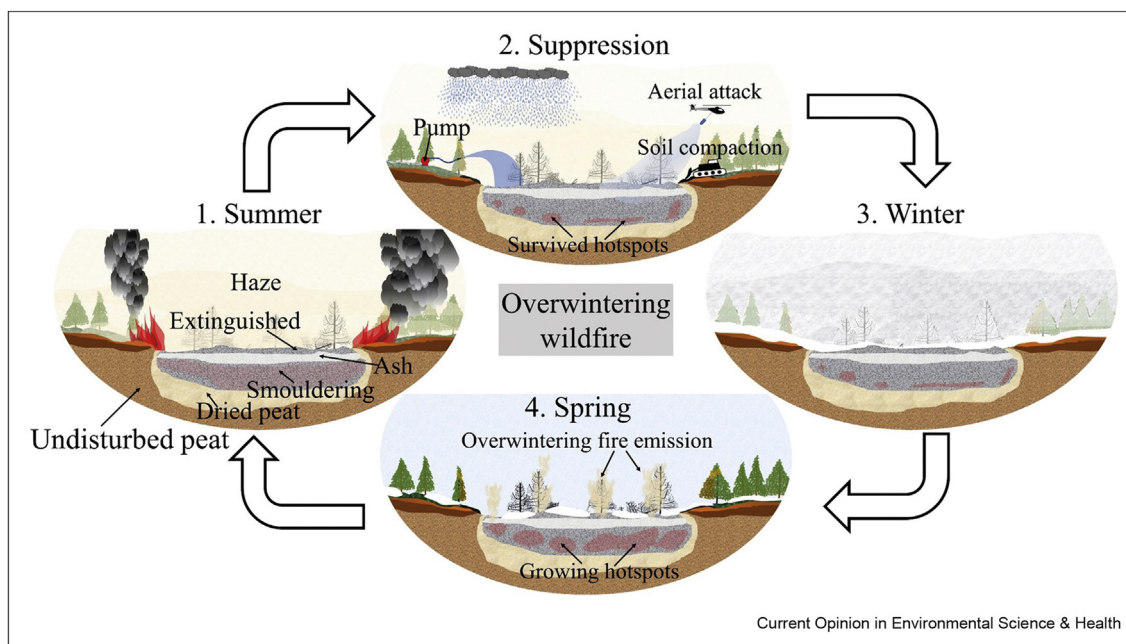 2. Suppression
Aerial attack
Pump
Soil compaction
Survived hotspots
1. Summer
Haze
Extinguished
Ash
Smouldering
Dried peat
Undisturbed peat
Overwintering
wildfire
3. Winter
4. Spring
Overwintering fire emission
Growing hotspots
Current Opinion in Environmental Science & Health